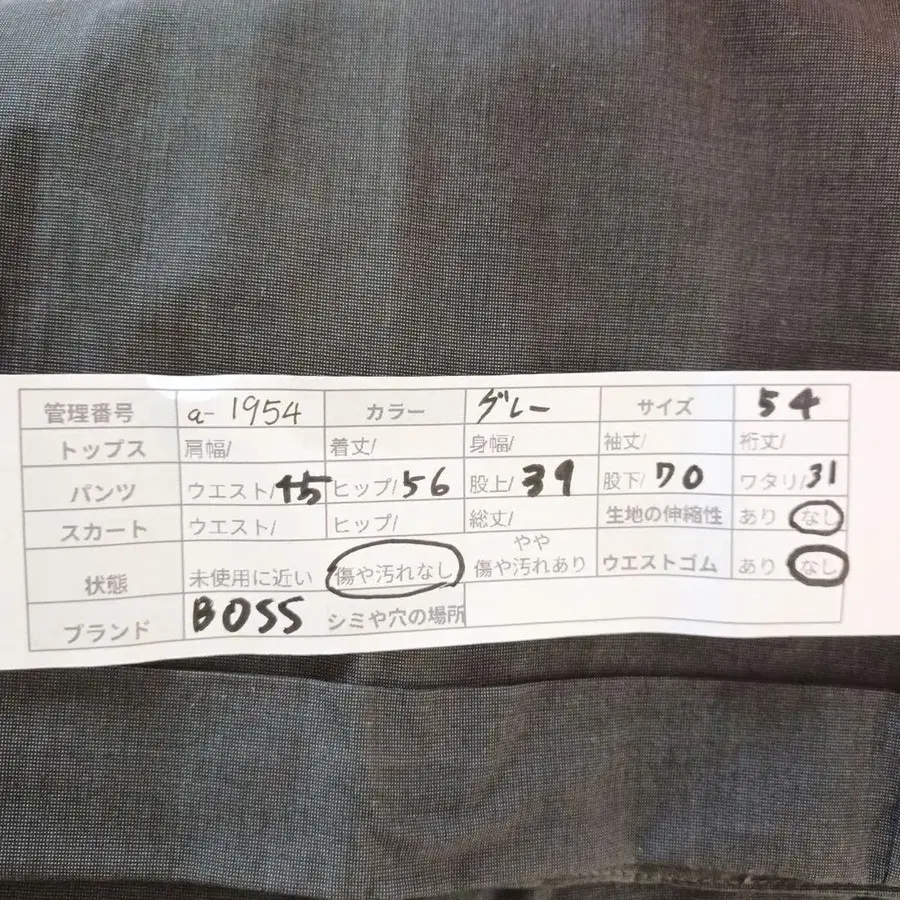 管理番号 a-1954 カラー グレー サイズ 54
トップス 肩幅/ 着丈/ 身幅/ 袖丈/ 裄丈/
パンツ ウエスト/45 ヒップ/56 股上/39 股下/70 ワタリ/31
スカート ウエスト/ ヒップ/ 総丈/ 生地の伸縮性 あり なし
状態 未使用に近い 傷や汚れなし やや傷や汚れあり ウエストゴム あり なし
ブランド BOSS シミや穴の場所